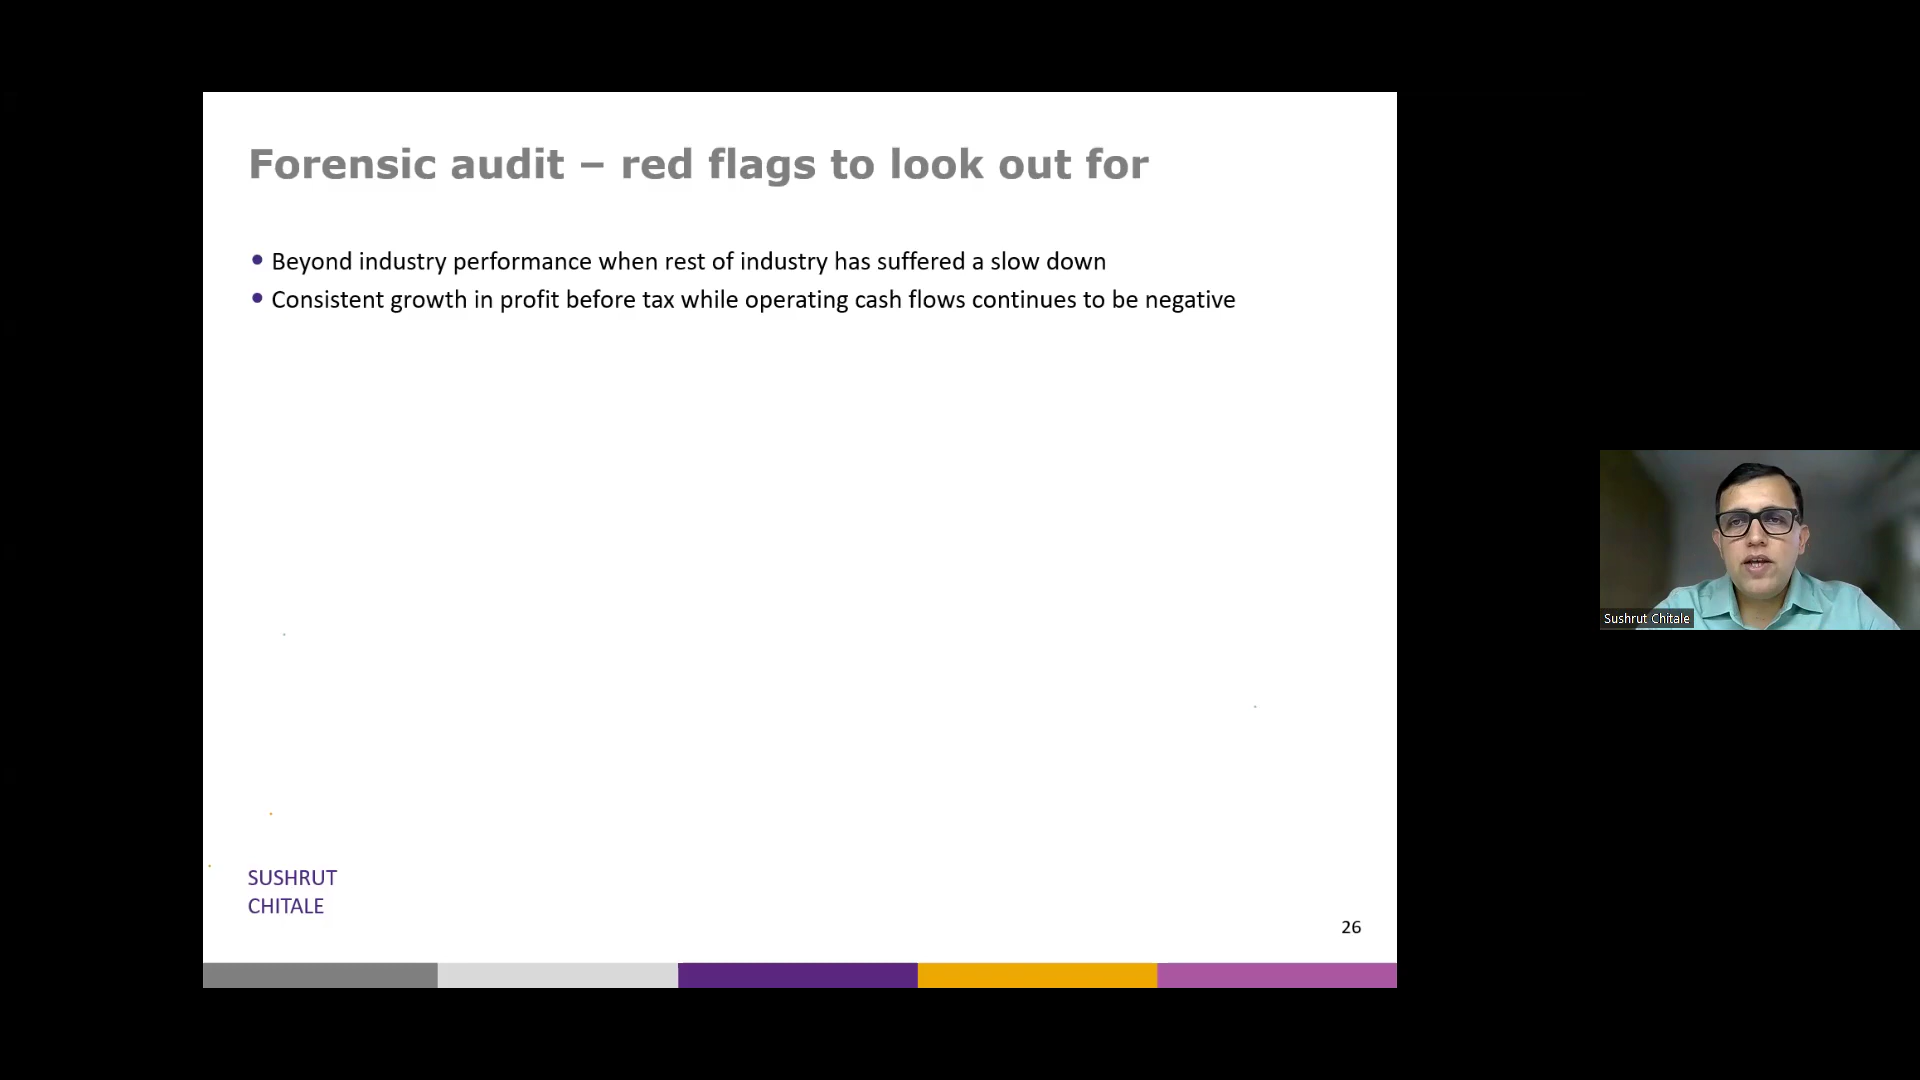 Forensic audit – red flags to look out for
• Beyond industry performance when rest of industry has suffered a slow down
• Consistent growth in profit before tax while operating cash flows continues to be negative
Sushrut Chitale
SUSHRUT
CHITALE
26